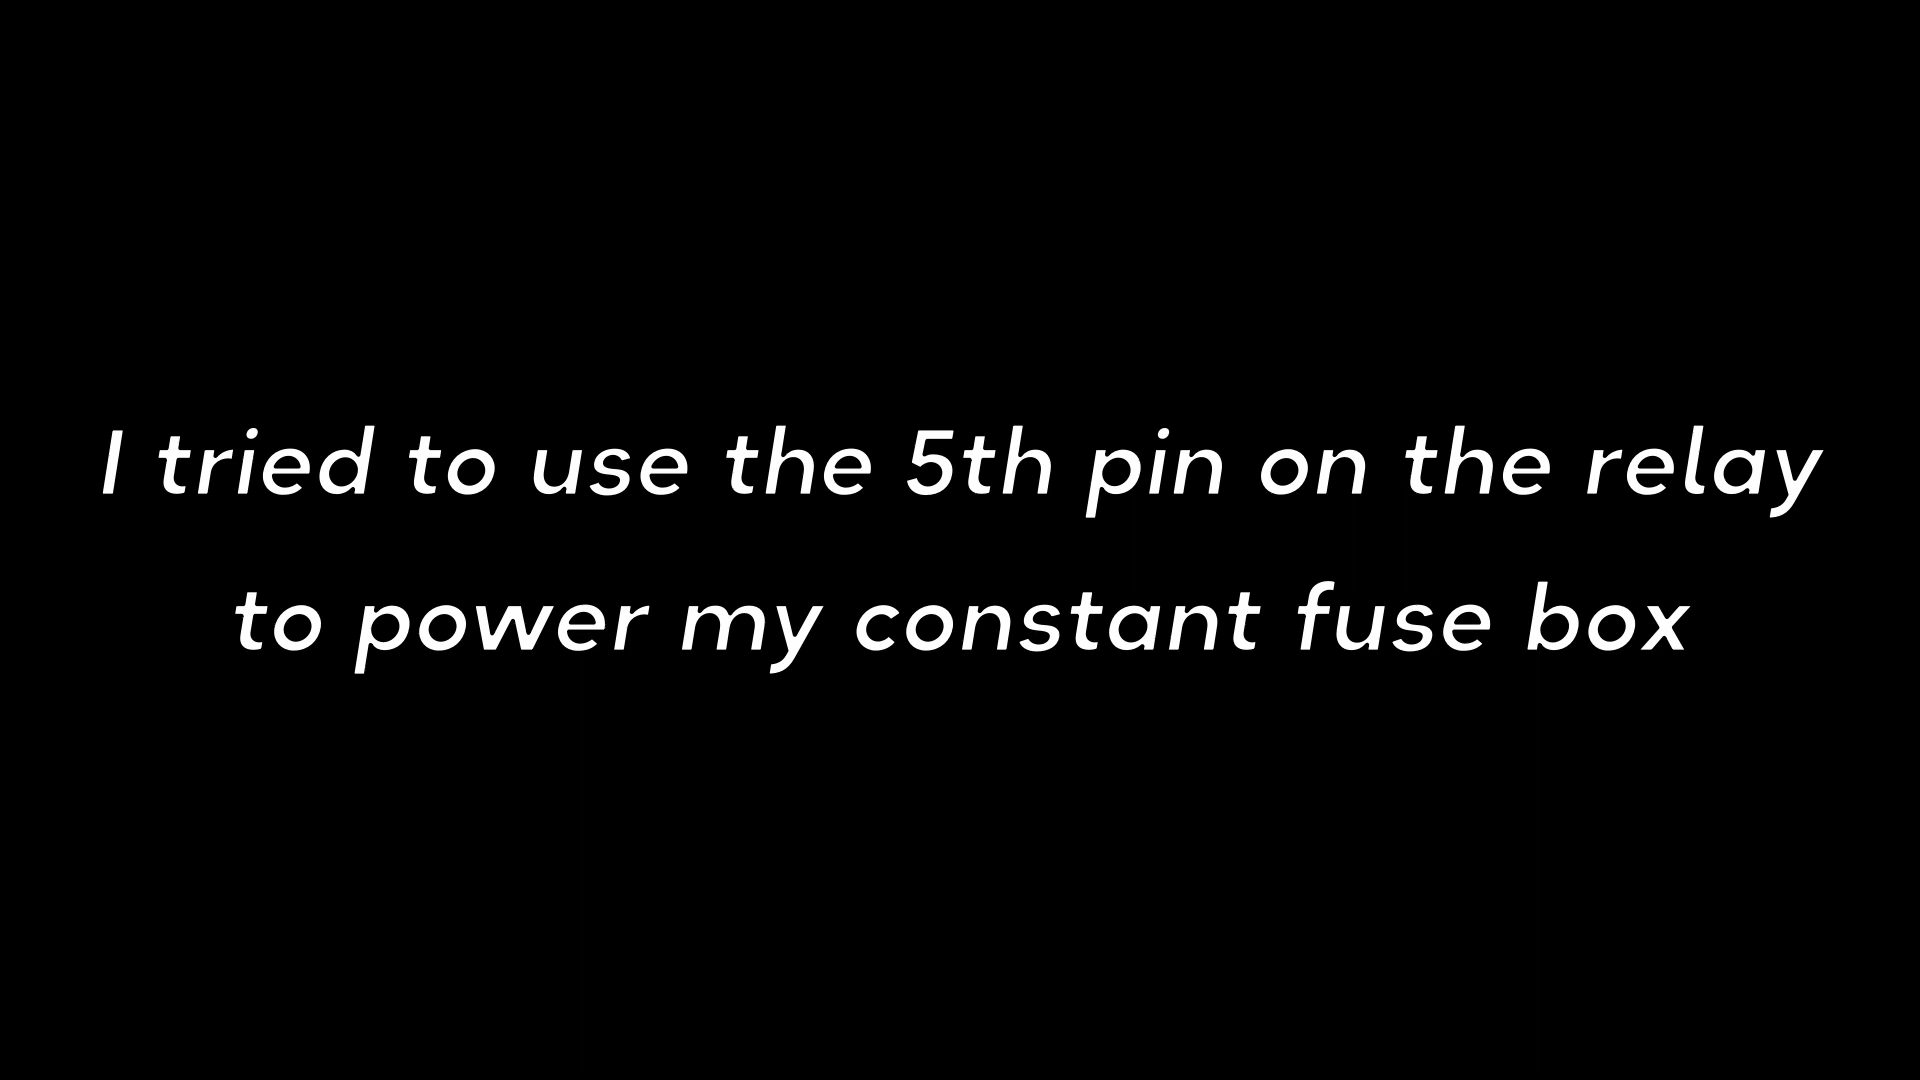 I tried to use the 5th pin on the relay
to power my constant fuse box